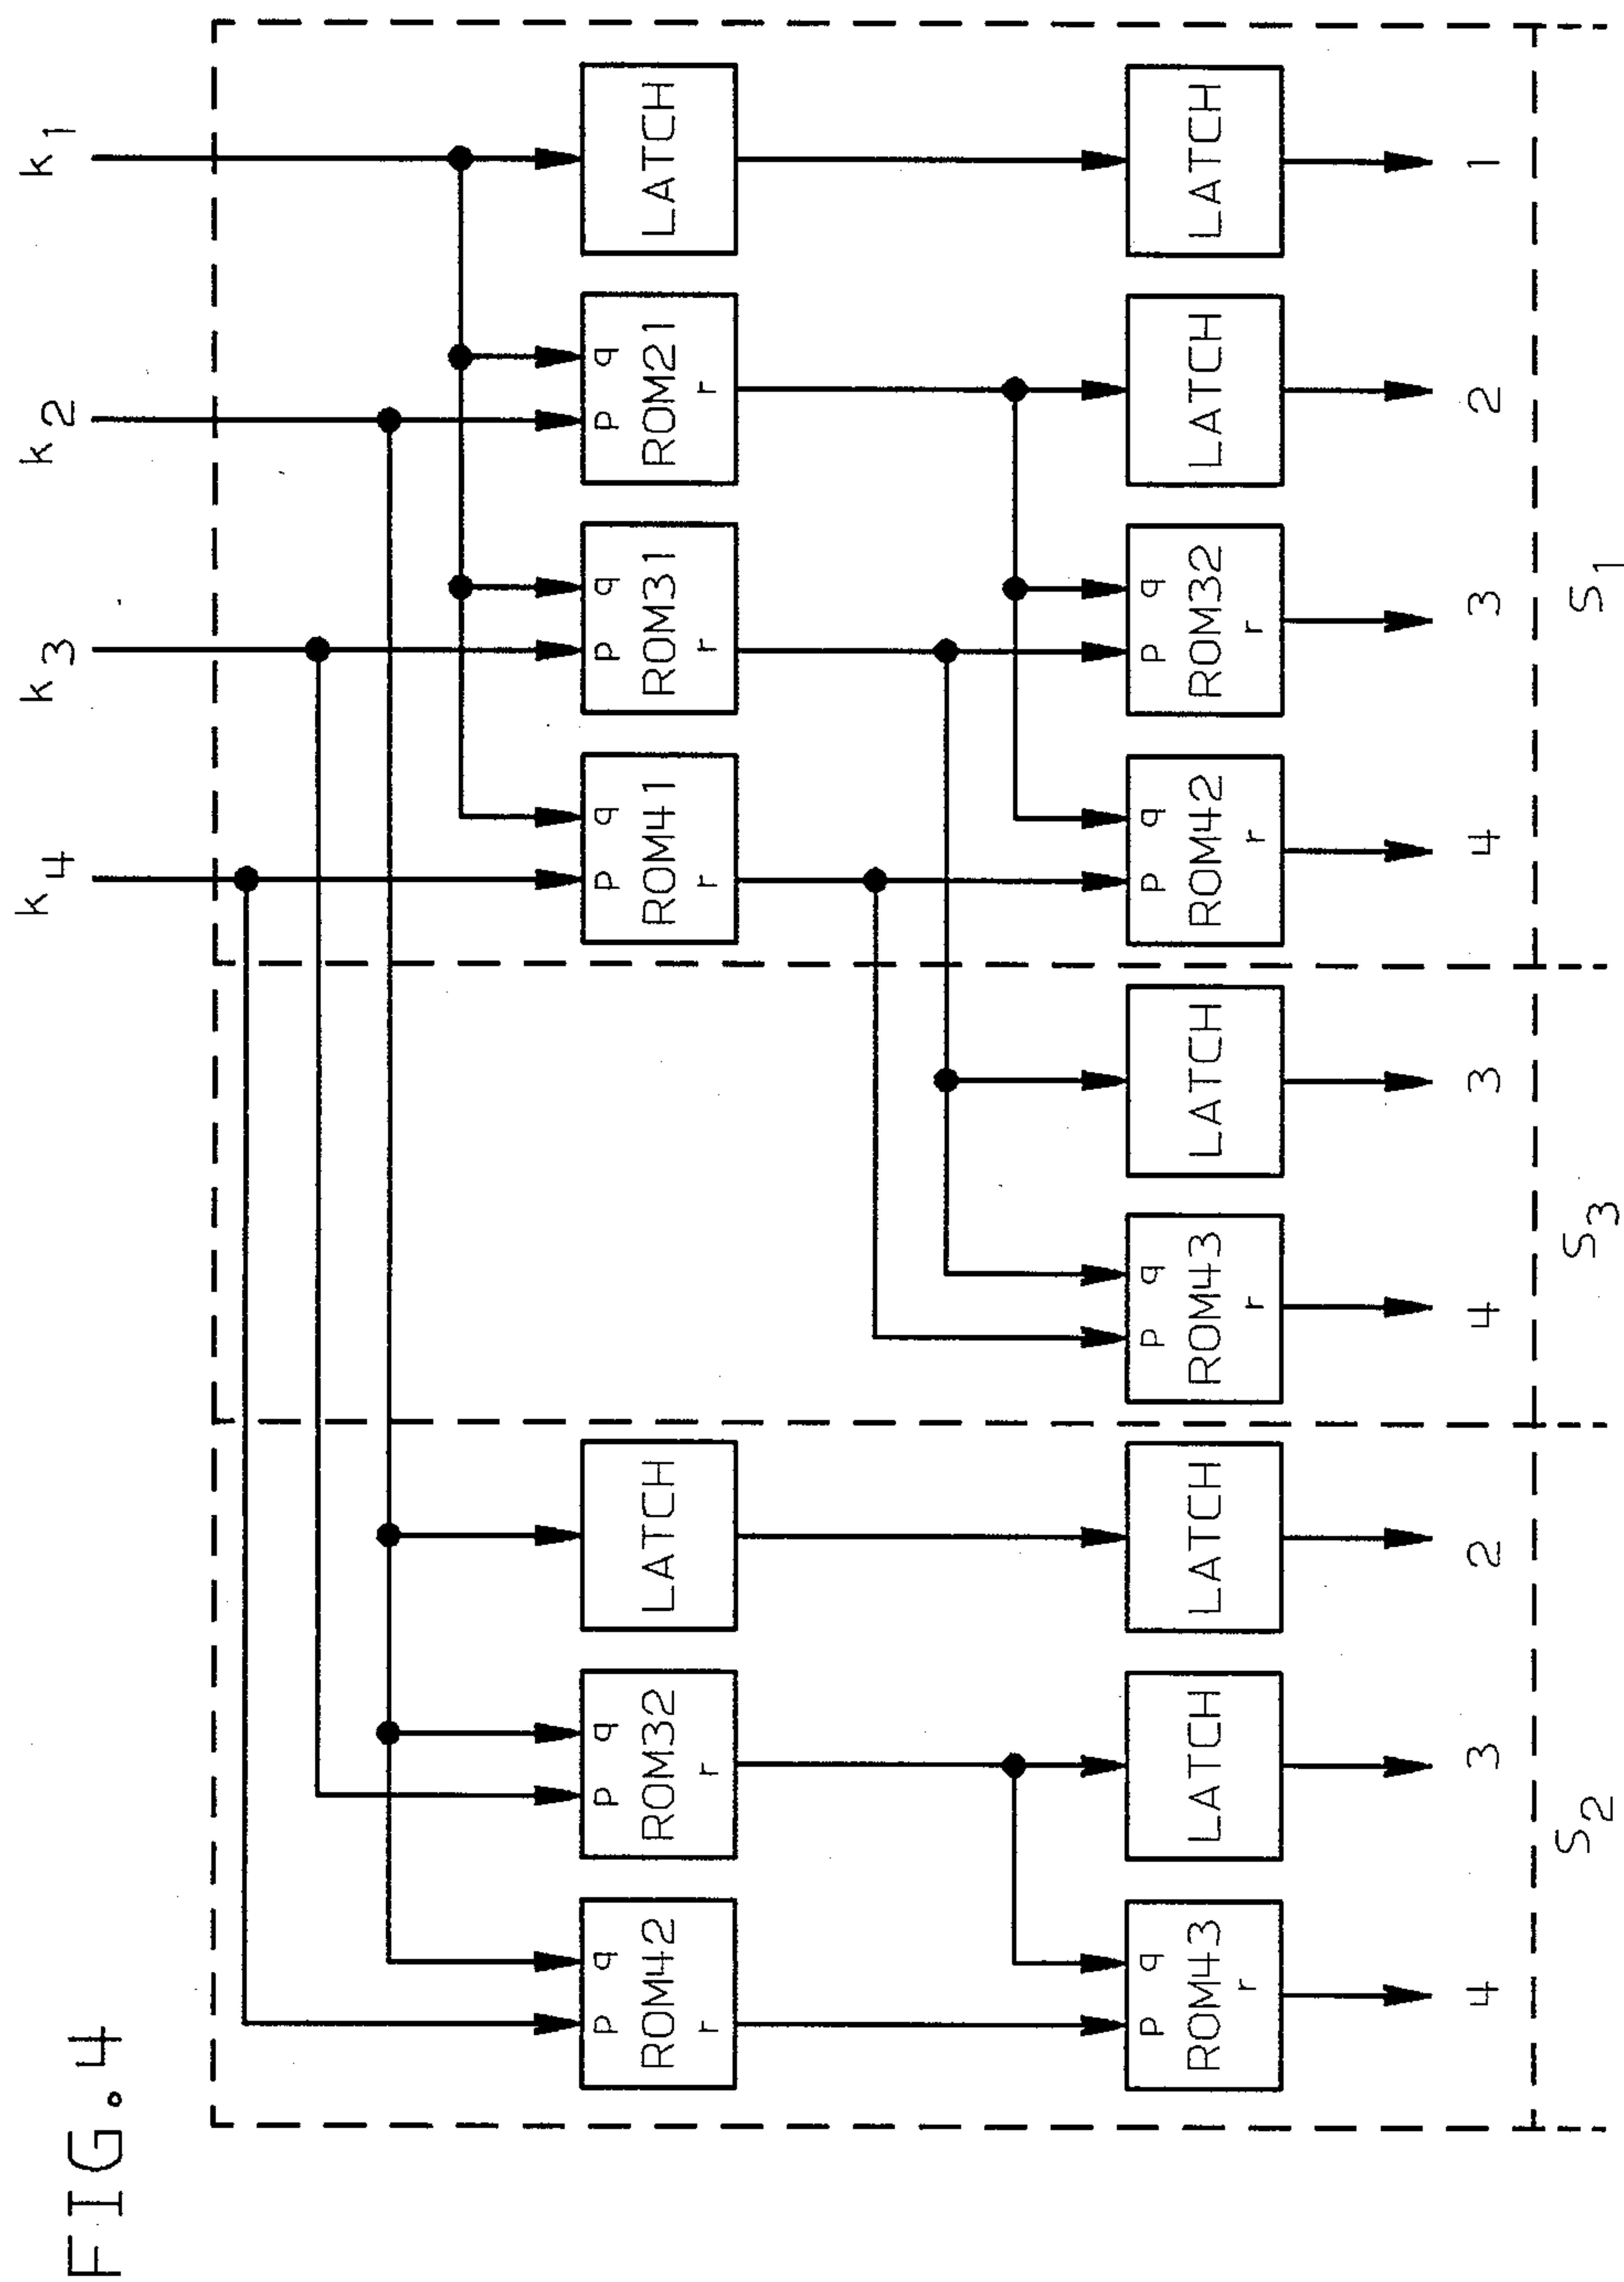 FIG. 4
k4 k3 k2 k1
p q p q p q p q p q
ROM42 ROM32 LATCH ROM41 ROM31 ROM21 LATCH
r r r r r
p q p q p q p q
ROM43 LATCH LATCH ROM43 LATCH ROM42 ROM32 LATCH LATCH
r r r r
4 3 2 4 3 4 3 2 1
S2 S3 S1